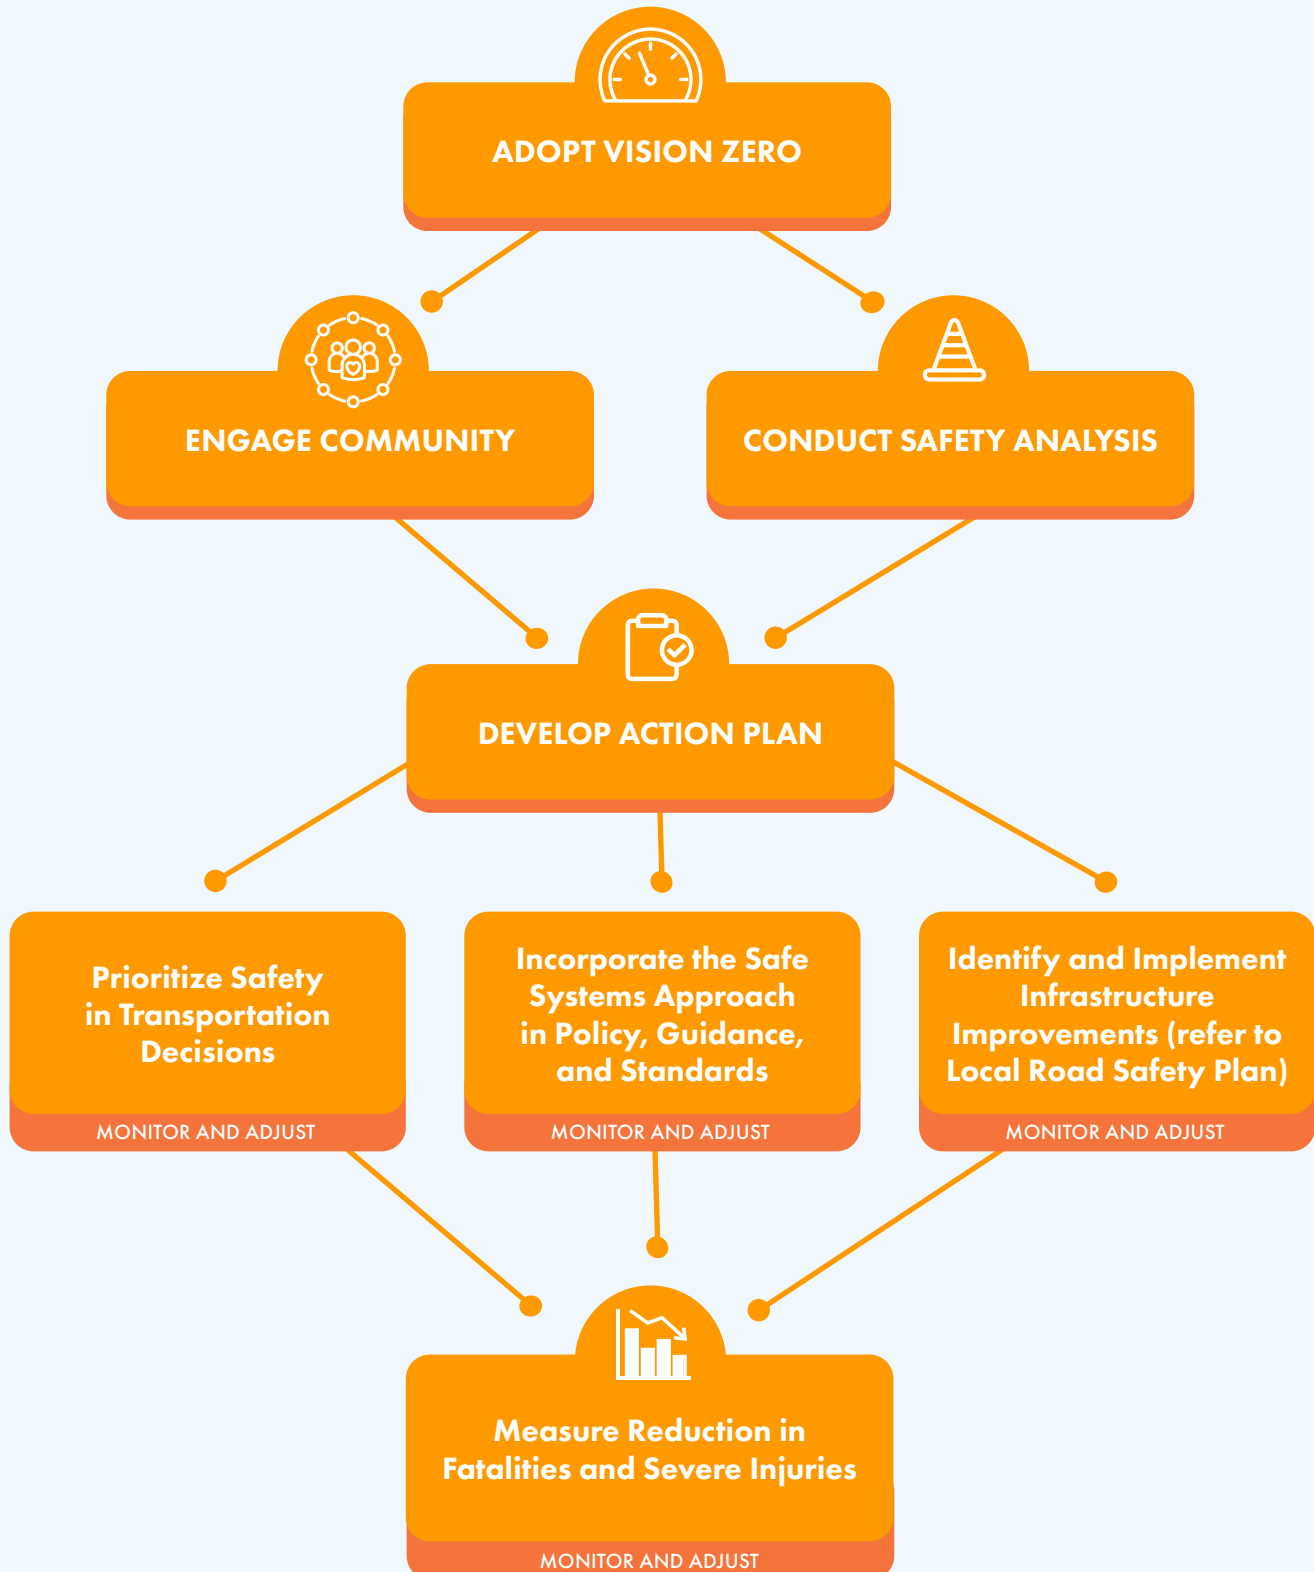 ADOPT VISION ZERO
ENGAGE COMMUNITY
CONDUCT SAFETY ANALYSIS
DEVELOP ACTION PLAN
Prioritize Safety
in Transportation
Decisions
MONITOR AND ADJUST
Incorporate the Safe
Systems Approach
in Policy, Guidance,
and Standards
MONITOR AND ADJUST
Identify and Implement
Infrastructure
Improvements (refer to
Local Road Safety Plan)
MONITOR AND ADJUST
Measure Reduction in
Fatalities and Severe Injuries
MONITOR AND ADJUST